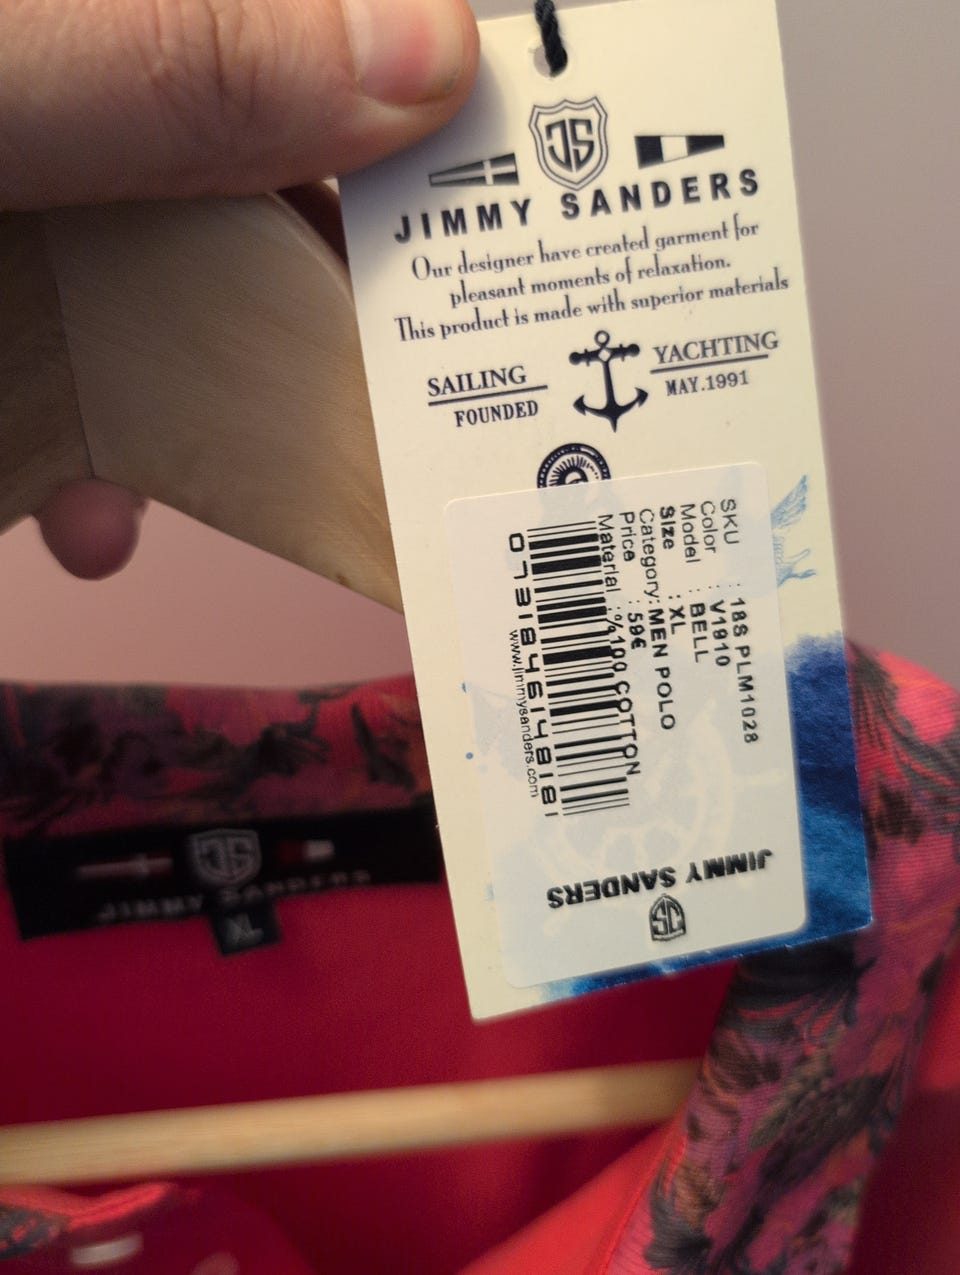 JS
JIMMY SANDERS
Our designer have created garment for
pleasant moments of relaxation.
This product is made with superior materials
SAILING
YACHTING
FOUNDED
MAY.1991
SKU : 18S PLM1028
Color : V1910
Model : BELL
Size : XL
Category: MEN POLO
Price : 59€
Material : %100 COTTON
0731846148181
www.jimmysanders.com
JIMMY SANDERS
JS
JS
JIMMY SANDERS
XL